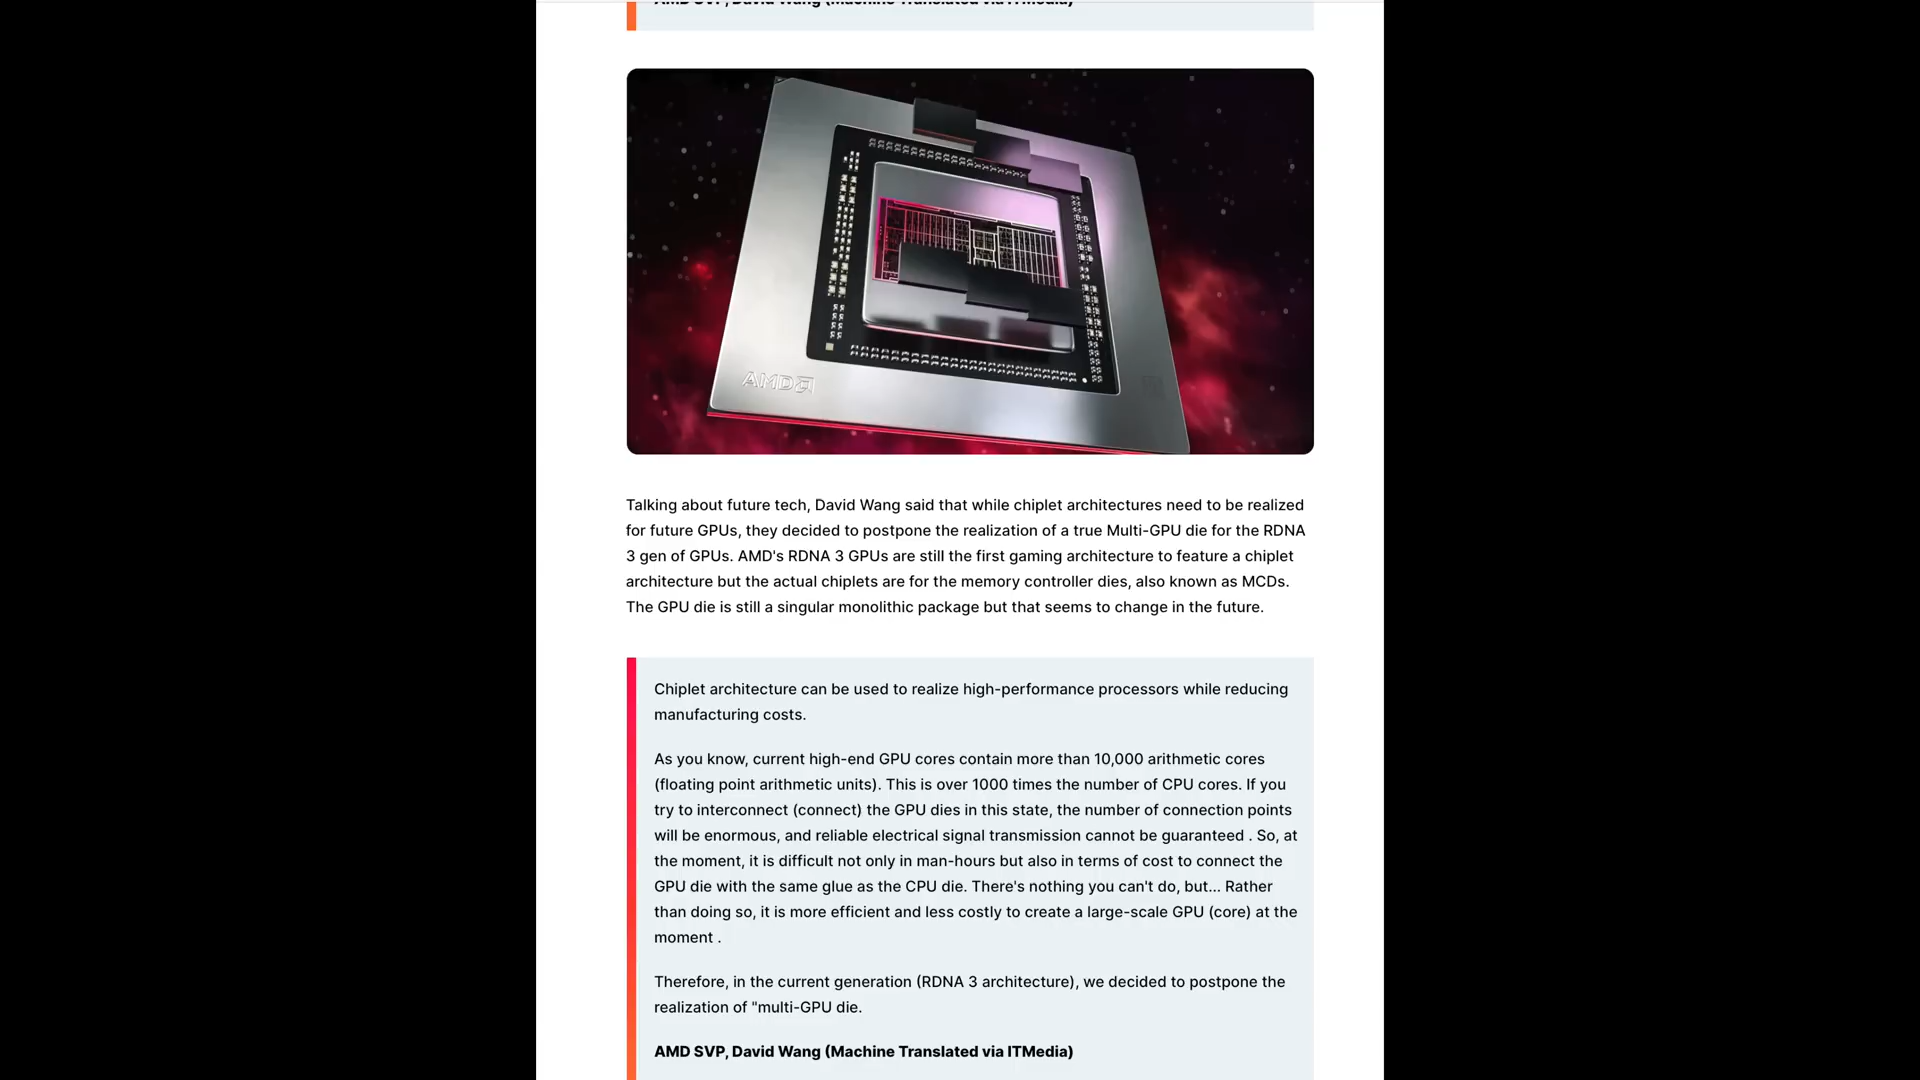 AMD SVP, David Wang (Machine Translated via ITMedia)
AMD
Talking about future tech, David Wang said that while chiplet architectures need to be realized
for future GPUs, they decided to postpone the realization of a true Multi-GPU die for the RDNA
3 gen of GPUs. AMD's RDNA 3 GPUs are still the first gaming architecture to feature a chiplet
architecture but the actual chiplets are for the memory controller dies, also known as MCDs.
The GPU die is still a singular monolithic package but that seems to change in the future.
Chiplet architecture can be used to realize high-performance processors while reducing
manufacturing costs.
As you know, current high-end GPU cores contain more than 10,000 arithmetic cores
(floating point arithmetic units). This is over 1000 times the number of CPU cores. If you
try to interconnect (connect) the GPU dies in this state, the number of connection points
will be enormous, and reliable electrical signal transmission cannot be guaranteed . So, at
the moment, it is difficult not only in man-hours but also in terms of cost to connect the
GPU die with the same glue as the CPU die. There's nothing you can't do, but... Rather
than doing so, it is more efficient and less costly to create a large-scale GPU (core) at the
moment .
Therefore, in the current generation (RDNA 3 architecture), we decided to postpone the
realization of "multi-GPU die.
AMD SVP, David Wang (Machine Translated via ITMedia)